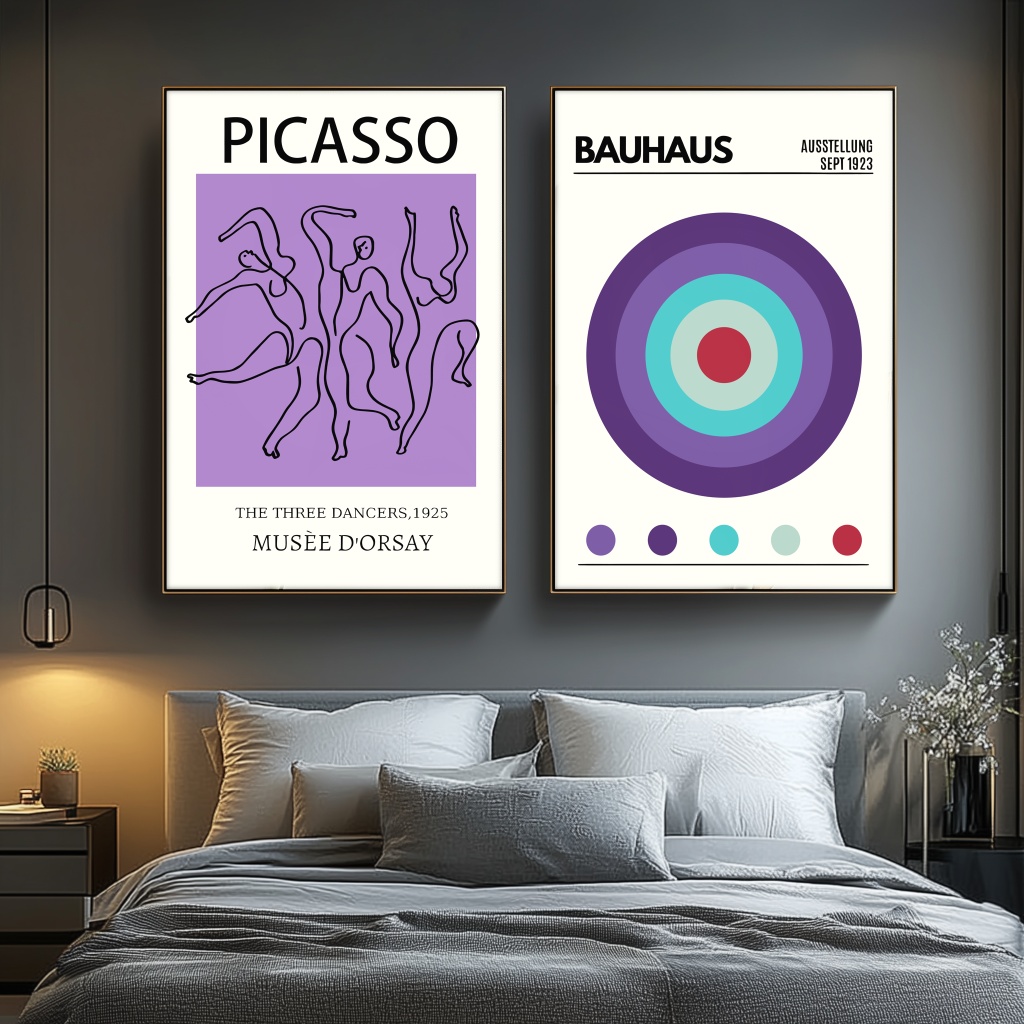 PICASSO
THE THREE DANCERS,1925
MUSÈE D'ORSAY
BAUHAUS
AUSSTELLUNG
SEPT 1923